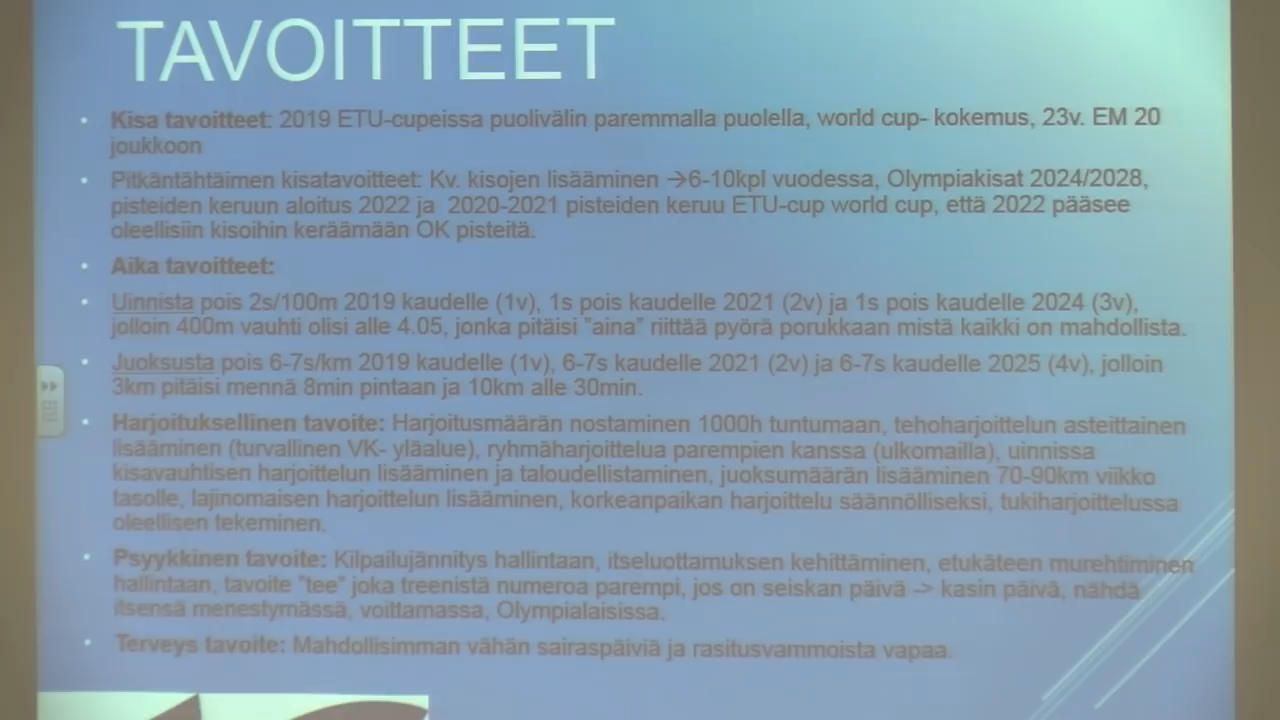 TAVOITTEET
• Kisa tavoitteet: 2019 ETU-cupeissa puolivälin paremmalla puolella, world cup- kokemus, 23v. EM 20
joukkoon
• Pitkäntähtäimen kisatavoitteet: Kv. kisojen lisääminen →6-10kpl vuodessa, Olympiakisat 2024/2028,
pisteiden keruun aloitus 2022 ja 2020-2021 pisteiden keruu ETU-cup world cup, että 2022 pääsee
oleellisiin kisoihin keräämään OK pisteitä.
• Aika tavoitteet:
• Uinnista pois 2s/100m 2019 kaudelle (1v), 1s pois kaudelle 2021 (2v) ja 1s pois kaudelle 2024 (3v),
jolloin 400m vauhti olisi alle 4.05, jonka pitäisi "aina" riittää pyörä porukkaan mistä kaikki on mahdollista.
• Juoksusta pois 6-7s/km 2019 kaudelle (1v), 6-7s kaudelle 2021 (2v) ja 6-7s kaudelle 2025 (4v), jolloin
3km pitäisi mennä 8min pintaan ja 10km alle 30min.
• Harjoituksellinen tavoite: Harjoitusmäärän nostaminen 1000h tuntumaan, tehoharjoittelun asteittainen
lisääminen (turvallinen VK- yläalue), ryhmäharjoittelua parempien kanssa (ulkomailla), uinnissa
kisavauhtisen harjoittelun lisääminen ja taloudellistaminen, juoksumäärän lisääminen 70-90km viikko
tasolle, lajinomaisen harjoittelun lisääminen, korkeanpaikan harjoittelu säännölliseksi, tukiharjoittelussa
oleellisen tekeminen.
• Psyykkinen tavoite: Kilpailujännitys hallintaan, itseluottamuksen kehittäminen, etukäteen murehtiminen
hallintaan, tavoite "tee" joka treenistä numeroa parempi, jos on seiskan päivä -> kasin päivä, nähdä
itsensä menestymässä, voittamassa, Olympialaisissa.
• Terveys tavoite: Mahdollisimman vähän sairaspäiviä ja rasitusvammoista vapaa.